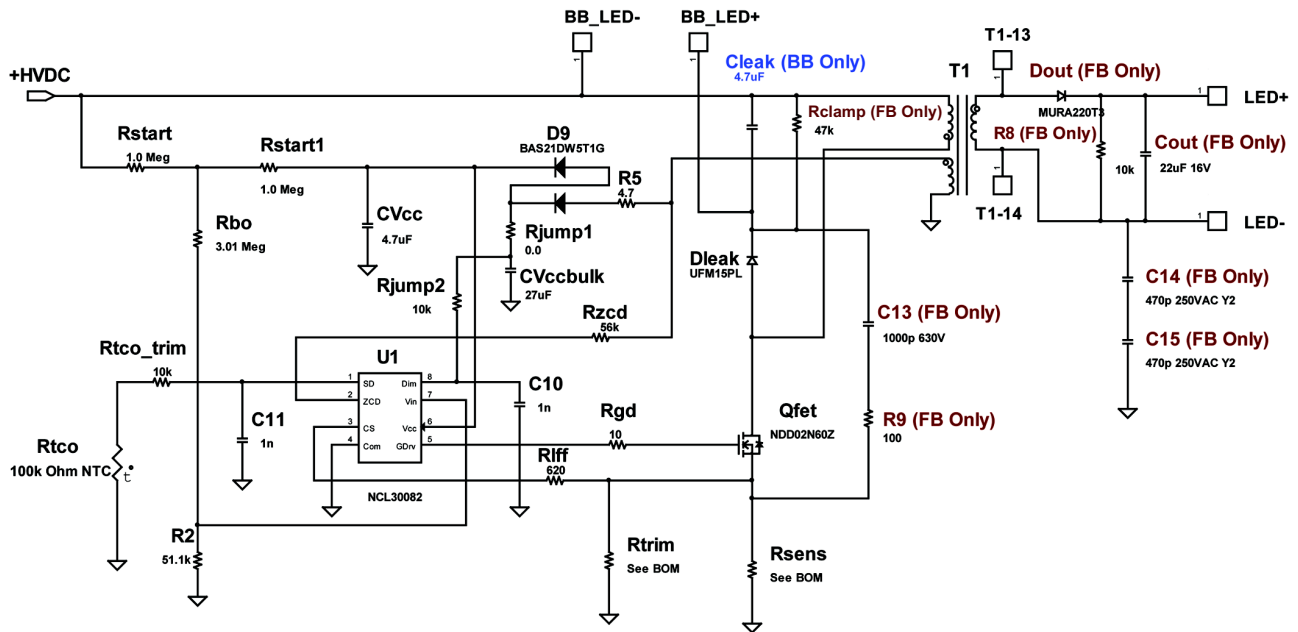 BB_LED-
BB_LED+
T1-13
+HVDC
Cleak (BB Only)
4.7uF
T1
Dout (FB Only)
MURA220T3
LED+
Rstart
1.0 Meg
Rstart1
1.0 Meg
D9
BAS21DW5T1G
Rclamp (FB Only)
47k
R8 (FB Only)
10k
Cout (FB Only)
22uF 16V
R5
4.7
T1-14
LED-
Rbo
3.01 Meg
CVcc
4.7uF
Rjump1
0.0
CVccbulk
27uF
Dleak
UFM15PL
Rjump2
10k
Rzcd
56k
C13 (FB Only)
1000p 630V
C14 (FB Only)
470p 250VAC Y2
C15 (FB Only)
470p 250VAC Y2
Rtco_trim
10k
U1
1 SD Dim 8
2 ZCD Vin 7
3 CS Vcc 6
4 Com GDrv 5
NCL30082
C10
1n
C11
1n
Rgd
10
Qfet
NDD02N60Z
R9 (FB Only)
100
Rtco
100k Ohm NTC
t°
Rlff
620
R2
51.1k
Rtrim
See BOM
Rsens
See BOM
1
1
1
1
1
1